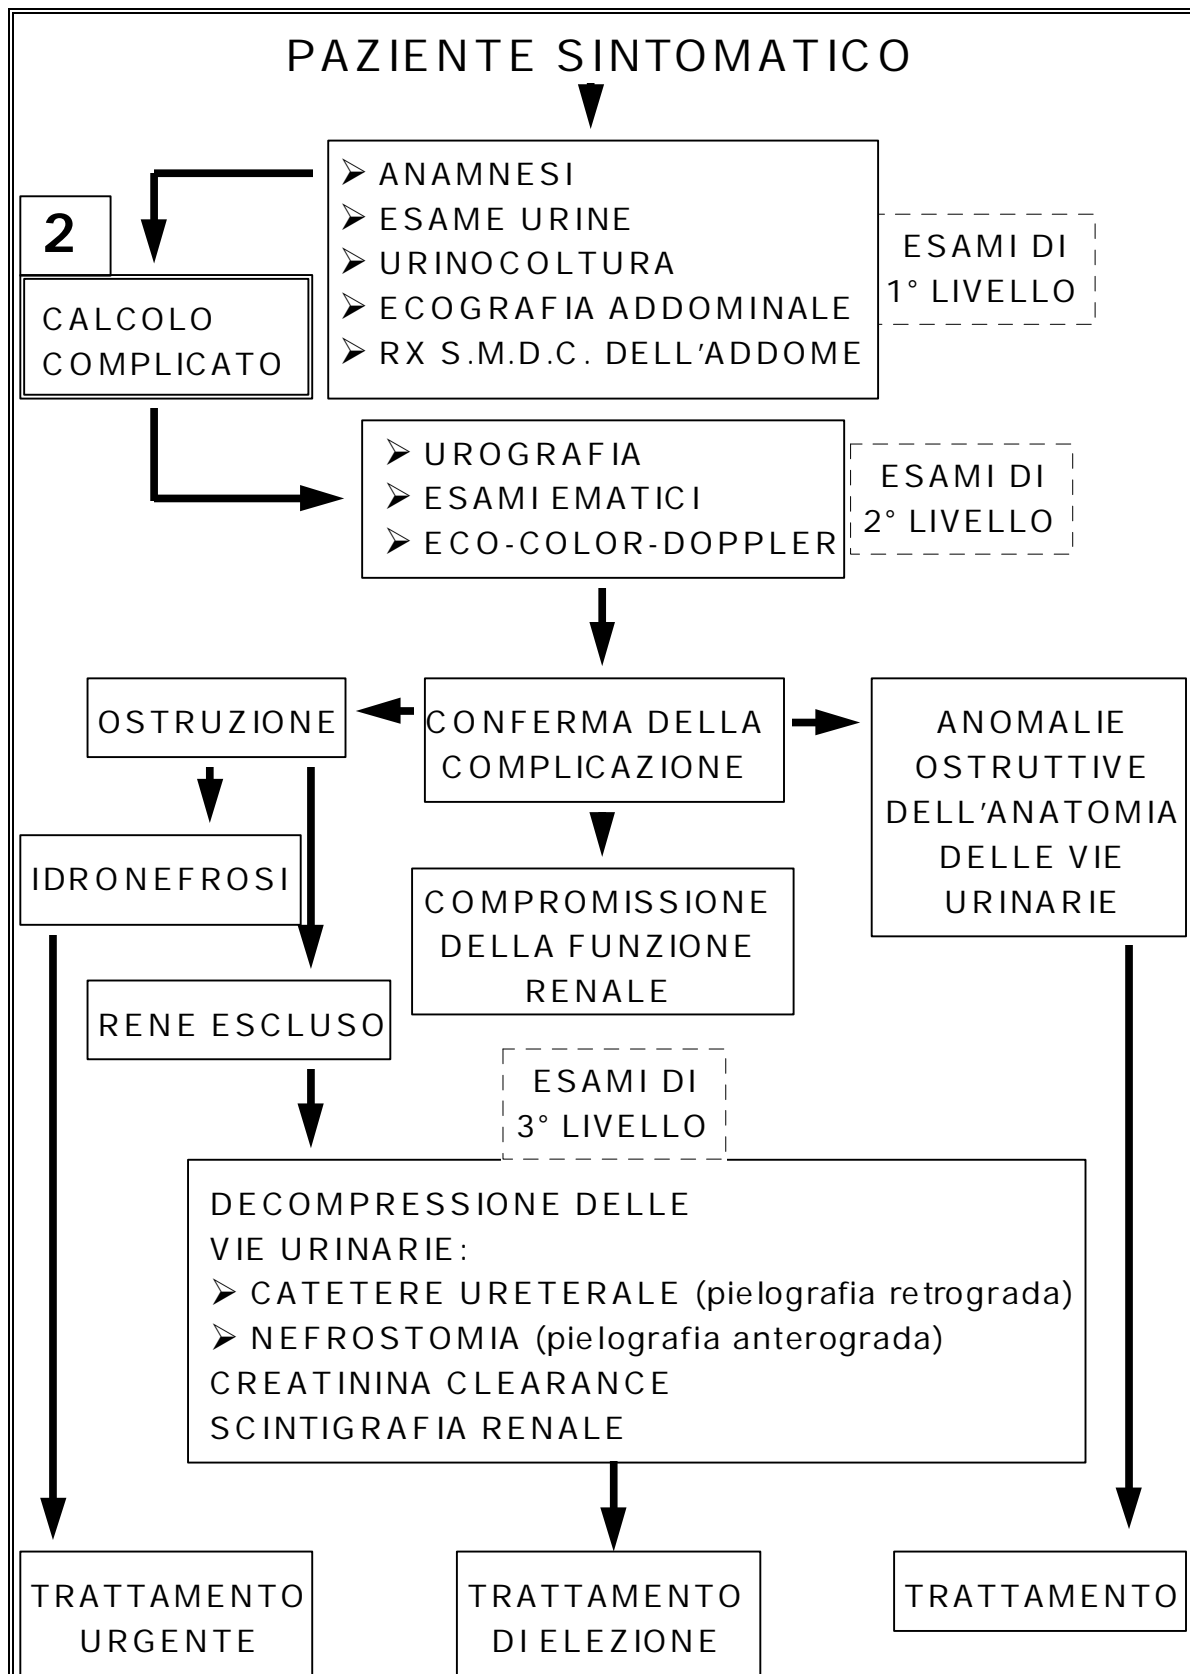 PAZIENTE SINTOMATICO
➢ ANAMNESI
➢ ESAME URINE
➢ URINOCOLTURA
➢ ECOGRAFIA ADDOMINALE
➢ RX S.M.D.C. DELL'ADDOME
ESAMI DI
1° LIVELLO
2
CALCOLO
COMPLICATO
➢ UROGRAFIA
➢ ESAMI EMATICI
➢ ECO-COLOR-DOPPLER
ESAMI DI
2° LIVELLO
OSTRUZIONE
CONFERMA DELLA
COMPLICAZIONE
ANOMALIE
OSTRUTTIVE
DELL'ANATOMIA
DELLE VIE
URINARIE
IDRONEFROSI
COMPROMISSIONE
DELLA FUNZIONE
RENALE
RENE ESCLUSO
ESAMI DI
3° LIVELLO
DECOMPRESSIONE DELLE
VIE URINARIE:
➢ CATETERE URETERALE (pielografia retrograda)
➢ NEFROSTOMIA (pielografia anterograda)
CREATININA CLEARANCE
SCINTIGRAFIA RENALE
TRATTAMENTO
URGENTE
TRATTAMENTO
DI ELEZIONE
TRATTAMENTO